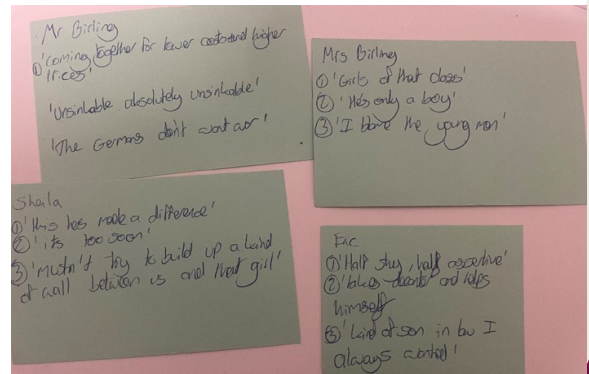 Mr Birling
① 'coming together for lower costs and higher
prices'
'Unsinkable absolutely unsinkable'
'The Germans don't want war'
Mrs Birling
① 'Girls of that class'
② 'He's only a boy'
③ 'I blame the young man'
Sheila
① 'this has made a difference'
② 'its too soon'
③ 'mustn't try to build up a kind
of wall between us and that girl'
Eric
① 'Half shy, half assertive'
② 'takes decanter and helps
himself
③ 'kind of son in law I
always wanted'